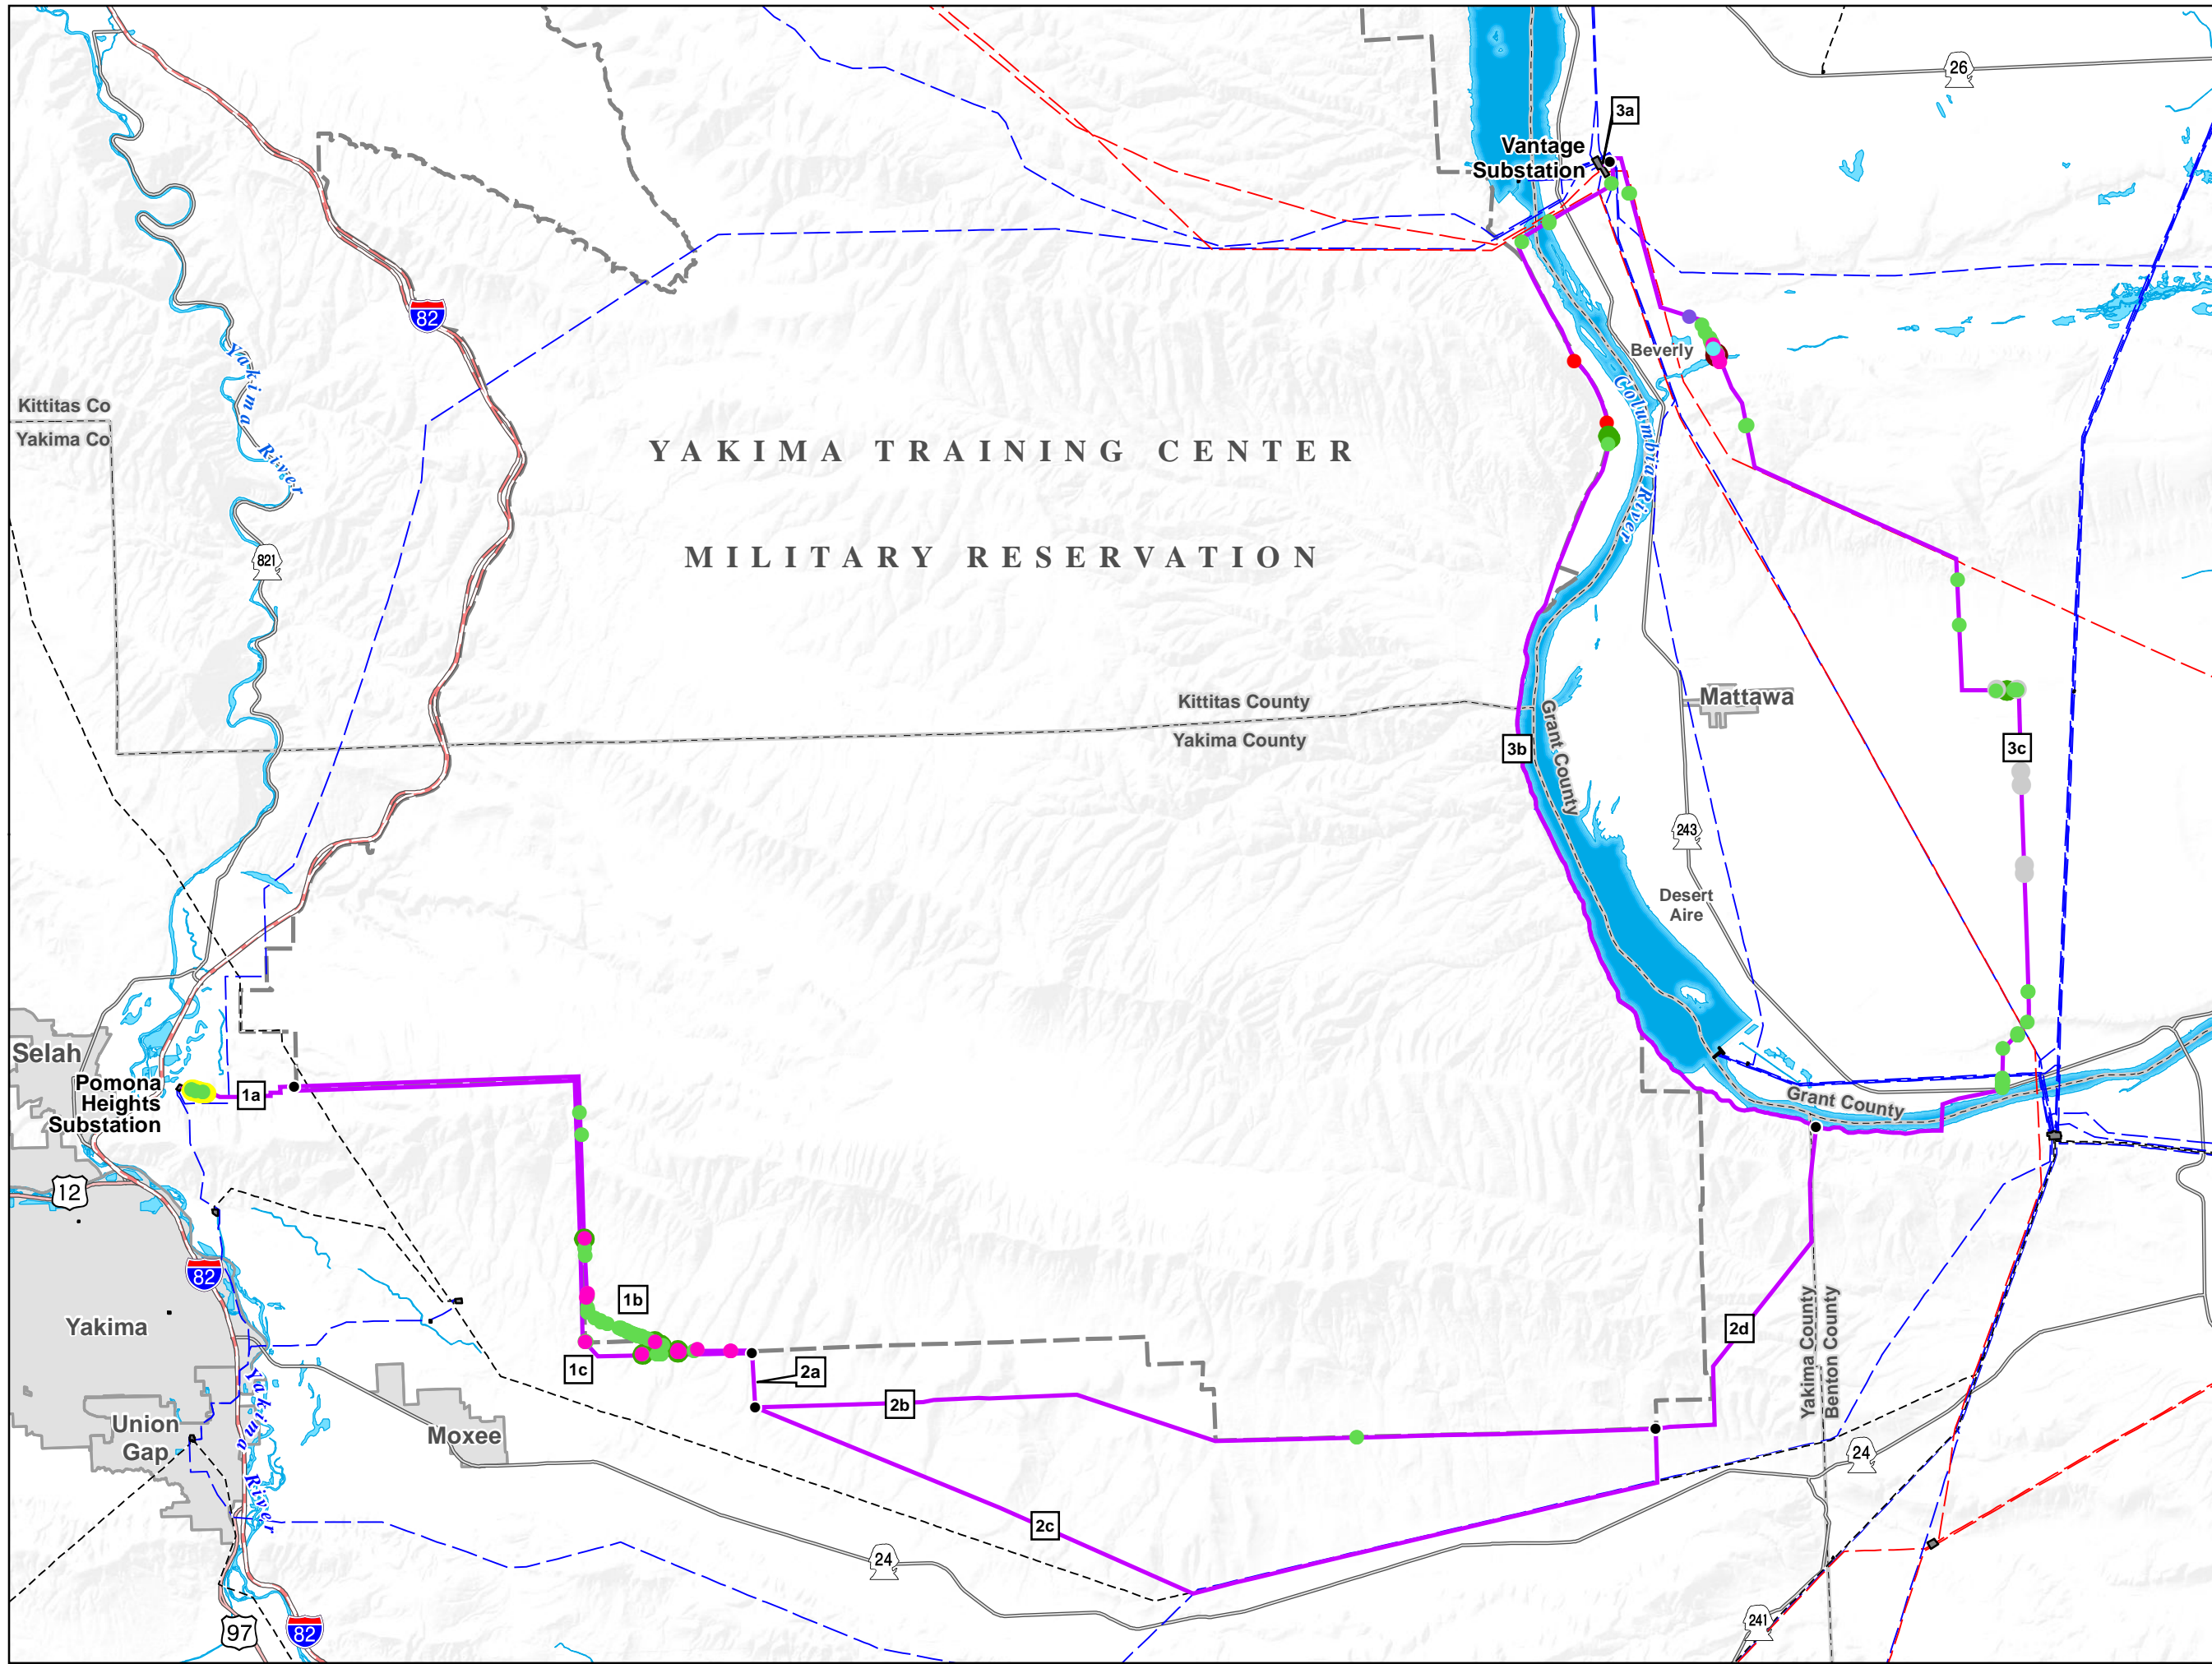 26
3a
Vantage
Substation
82
Beverly
Yakima River
Columbia River
Kittitas Co
Yakima Co
YAKIMA TRAINING CENTER
MILITARY RESERVATION
821
Kittitas County
Yakima County
Grant County
Mattawa
3b
3c
243
Desert
Aire
Selah
Pomona
Heights
Substation
1a
Grant County
12
82
Yakima
1b
1c
2a
2b
2d
Yakima County
Benton County
Union
Gap
Moxee
Yakima River
2c
24
24
97
82
241